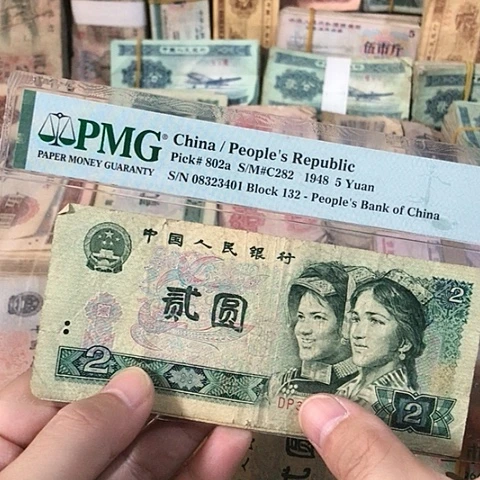 伍市斤
PMG
PAPER MONEY GUARANTY
China / People's Republic
Pick# 802a S/M#C282 1948 5 Yuan
S/N 08323401 Block 132 - People's Bank of China
中国人民银行
贰圆
2
2
2
DP